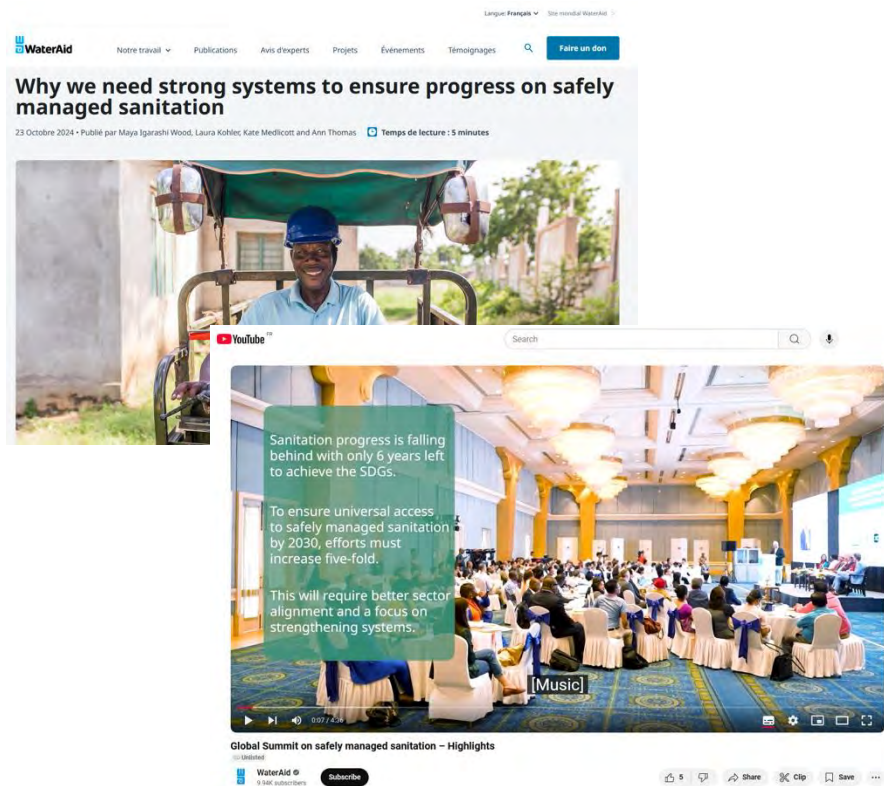 Langue: Français
Site mondial WaterAid
WaterAid
Notre travail
Publications
Avis d'experts
Projets
Événements
Témoignages
Faire un don
Why we need strong systems to ensure progress on safely
managed sanitation
23 Octobre 2024 • Publié par Maya Igarashi Wood, Laura Kohler, Kate Medlicott and Ann Thomas
Temps de lecture : 5 minutes
YouTube
Search
Sanitation progress is falling
behind with only 6 years left
to achieve the SDGs.
To ensure universal access
to safely managed sanitation
by 2030, efforts must
increase five-fold.
This will require better sector
alignment and a focus on
strengthening systems.
[Music]
0:07 / 4:36
Global Summit on safely managed sanitation – Highlights
Unlisted
WaterAid
9.94K subscribers
Subscribe
5
Share
Clip
Save